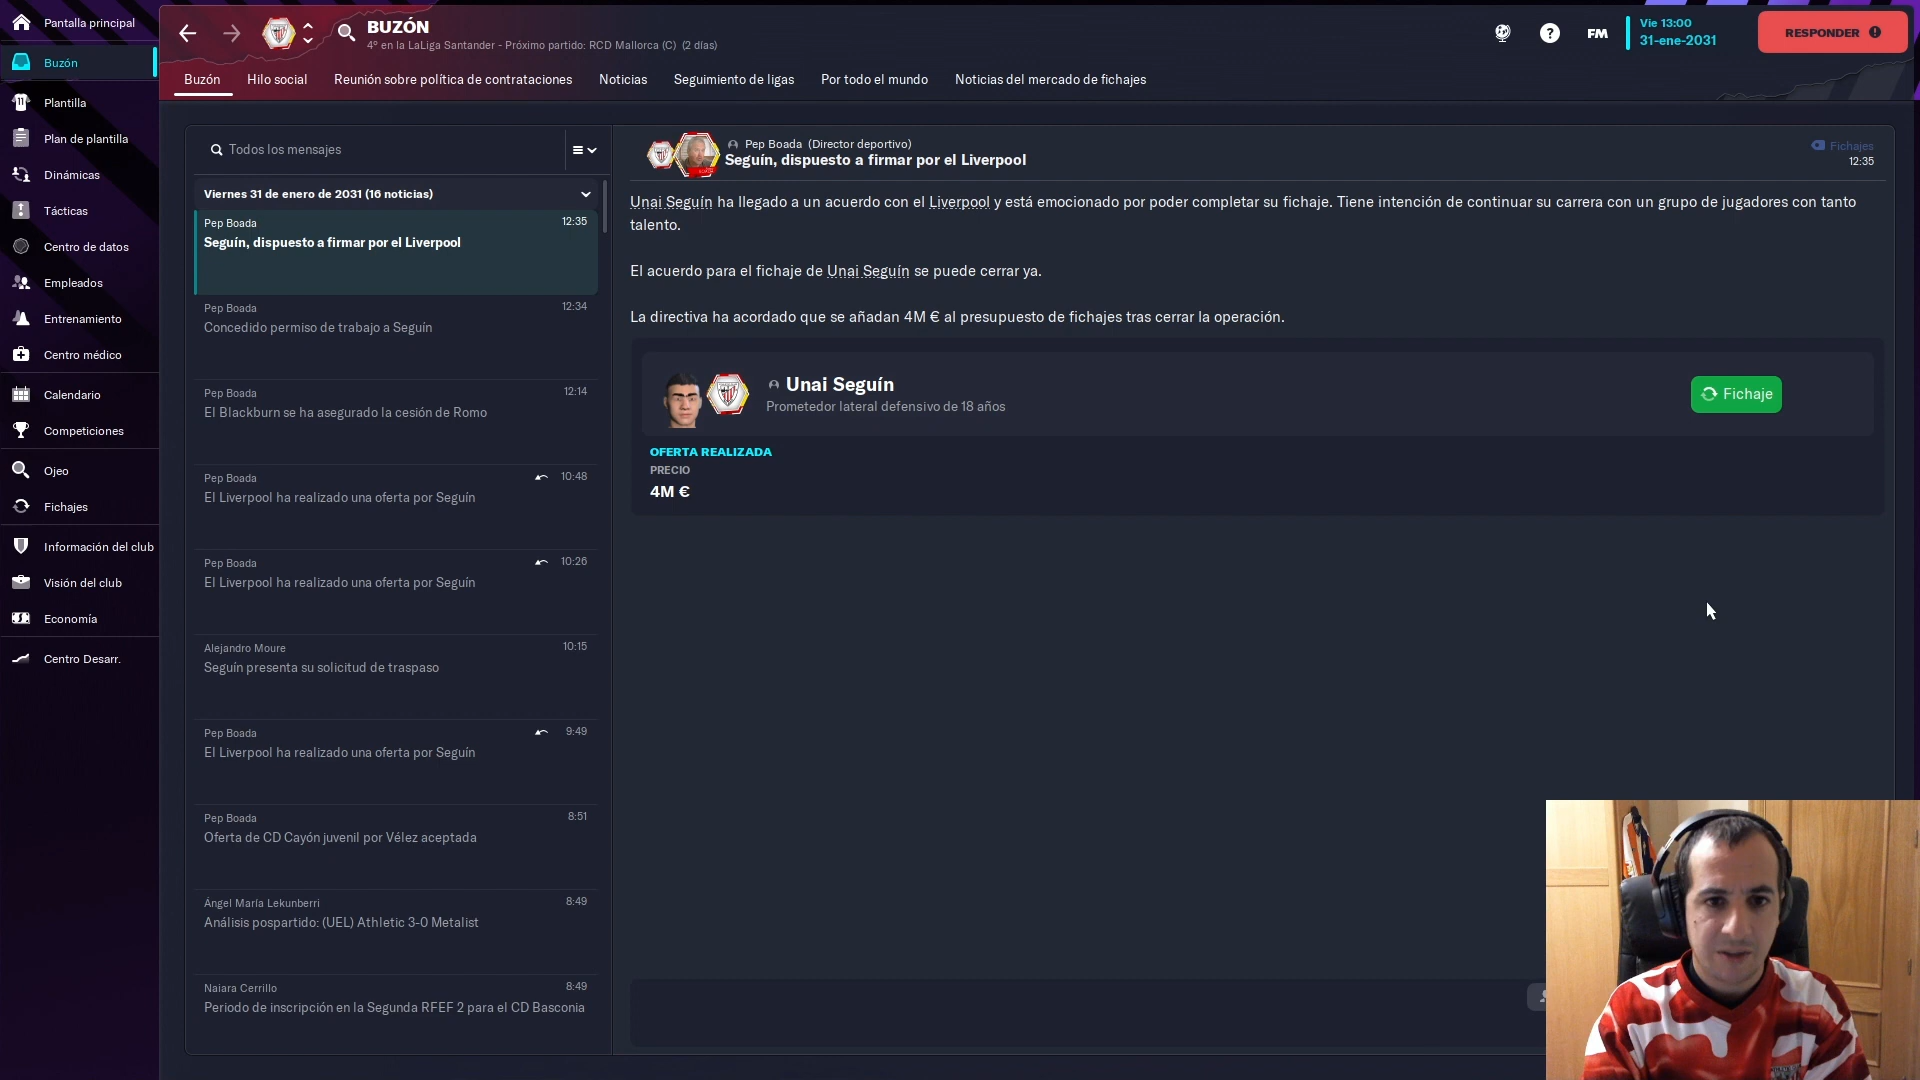 Pantalla principal
Buzón
Plantilla
Plan de plantilla
Dinámicas
Tácticas
Centro de datos
Empleados
Entrenamiento
Centro médico
Calendario
Competiciones
Ojeo
Fichajes
Información del club
Visión del club
Economía
Centro Desarr.
BUZÓN
4º en la LaLiga Santander - Próximo partido: RCD Mallorca (C) (2 días)
FM
Vie 13:00
31-ene-2031
RESPONDER
Buzón
Hilo social
Reunión sobre política de contrataciones
Noticias
Seguimiento de ligas
Por todo el mundo
Noticias del mercado de fichajes
Todos los mensajes
Viernes 31 de enero de 2031 (16 noticias)
Pep Boada 12:35
Seguín, dispuesto a firmar por el Liverpool
Pep Boada 12:34
Concedido permiso de trabajo a Seguín
Pep Boada 12:14
El Blackburn se ha asegurado la cesión de Romo
Pep Boada 10:48
El Liverpool ha realizado una oferta por Seguín
Pep Boada 10:26
El Liverpool ha realizado una oferta por Seguín
Alejandro Moure 10:15
Seguín presenta su solicitud de traspaso
Pep Boada 9:49
El Liverpool ha realizado una oferta por Seguín
Pep Boada 8:51
Oferta de CD Cayón juvenil por Vélez aceptada
Ángel María Lekunberri 8:49
Análisis pospartido: (UEL) Athletic 3-0 Metalist
Naiara Cerrillo 8:49
Periodo de inscripción en la Segunda RFEF 2 para el CD Basconia
Pep Boada (Director deportivo)
Seguín, dispuesto a firmar por el Liverpool
Fichajes
12:35
Unai Seguín ha llegado a un acuerdo con el Liverpool y está emocionado por poder completar su fichaje. Tiene intención de continuar su carrera con un grupo de jugadores con tanto
talento.
El acuerdo para el fichaje de Unai Seguín se puede cerrar ya.
La directiva ha acordado que se añadan 4M € al presupuesto de fichajes tras cerrar la operación.
Unai Seguín
Prometedor lateral defensivo de 18 años
Fichaje
OFERTA REALIZADA
PRECIO
4M €